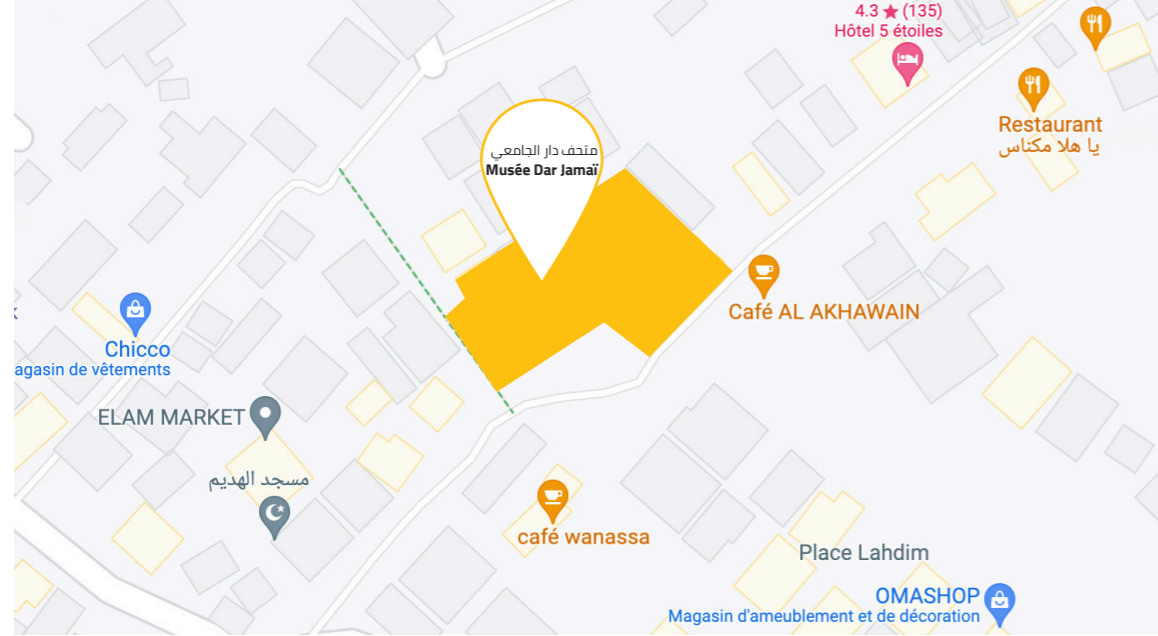 4.3 ★ (135)
Hôtel 5 étoiles
Restaurant
يا هلا مكناس
متحف دار الجامعي
Musée Dar Jamaï
Café AL AKHAWAIN
Chicco
agasin de vêtements
ELAM MARKET
مسجد الهديم
café wanassa
Place Lahdim
OMASHOP
Magasin d'ameublement et de décoration